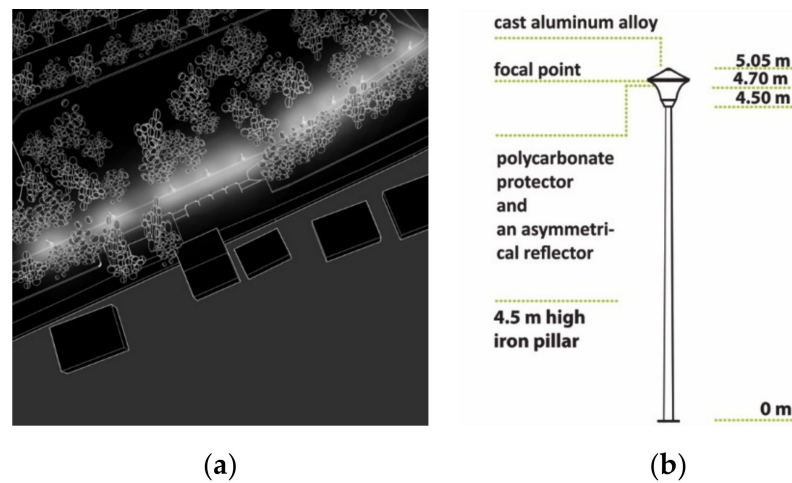 cast aluminum alloy
focal point
5.05 m
4.70 m
4.50 m
polycarbonate
protector
and
an asymmetri-
cal reflector
4.5 m high
iron pillar
0 m
(a)
(b)